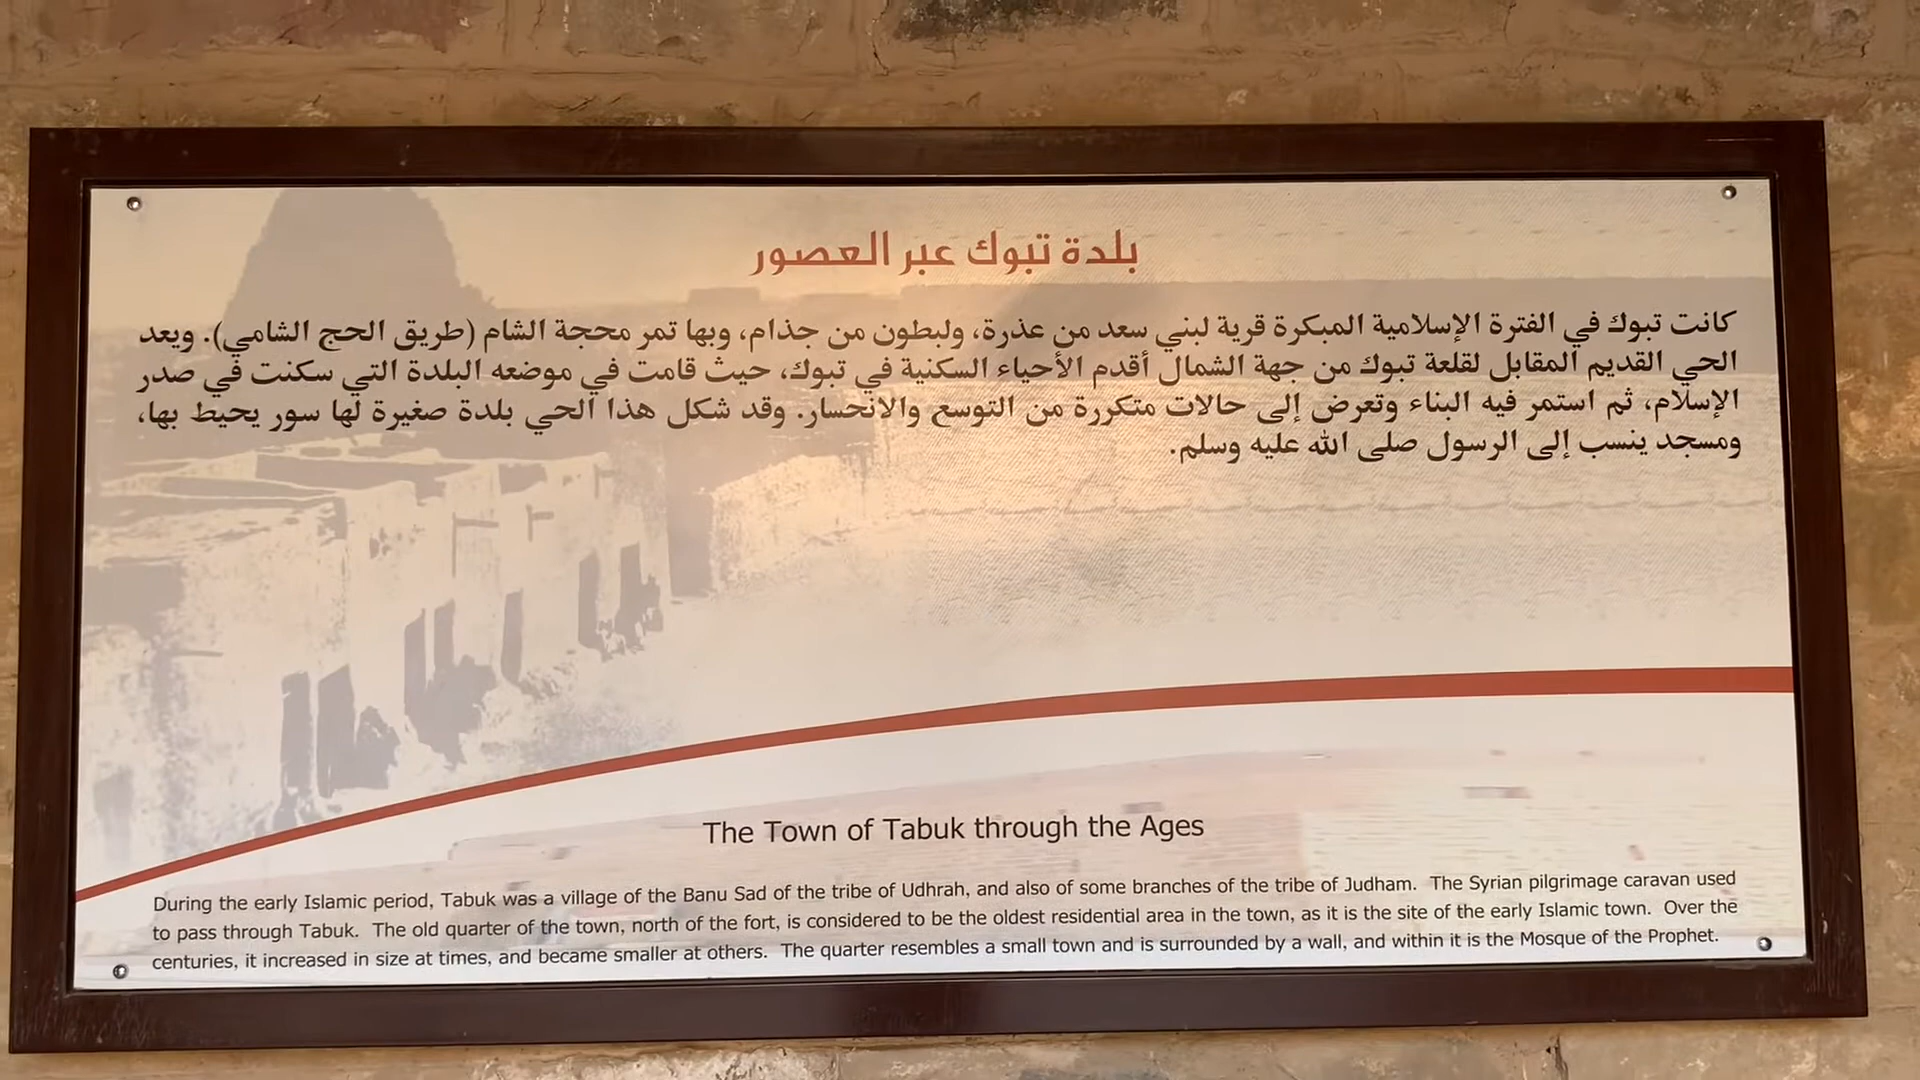 بلدة تبوك عبر العصور
كانت تبوك في الفترة الإسلامية المبكرة قرية لبني سعد من عذرة، ولبطون من جذام، وبها تمر محجة الشام (طريق الحج الشامي). ويعد
الحي القديم المقابل لقلعة تبوك من جهة الشمال أقدم الأحياء السكنية في تبوك، حيث قامت في موضعه البلدة التي سكنت في صدر
الإسلام، ثم استمر فيه البناء وتعرض إلى حالات متكررة من التوسع والانحسار. وقد شكل هذا الحي بلدة صغيرة لها سور يحيط بها،
ومسجد ينسب إلى الرسول صلى الله عليه وسلم.
The Town of Tabuk through the Ages
During the early Islamic period, Tabuk was a village of the Banu Sad of the tribe of Udhrah, and also of some branches of the tribe of Judham. The Syrian pilgrimage caravan used
to pass through Tabuk. The old quarter of the town, north of the fort, is considered to be the oldest residential area in the town, as it is the site of the early Islamic town. Over the
centuries, it increased in size at times, and became smaller at others. The quarter resembles a small town and is surrounded by a wall, and within it is the Mosque of the Prophet.